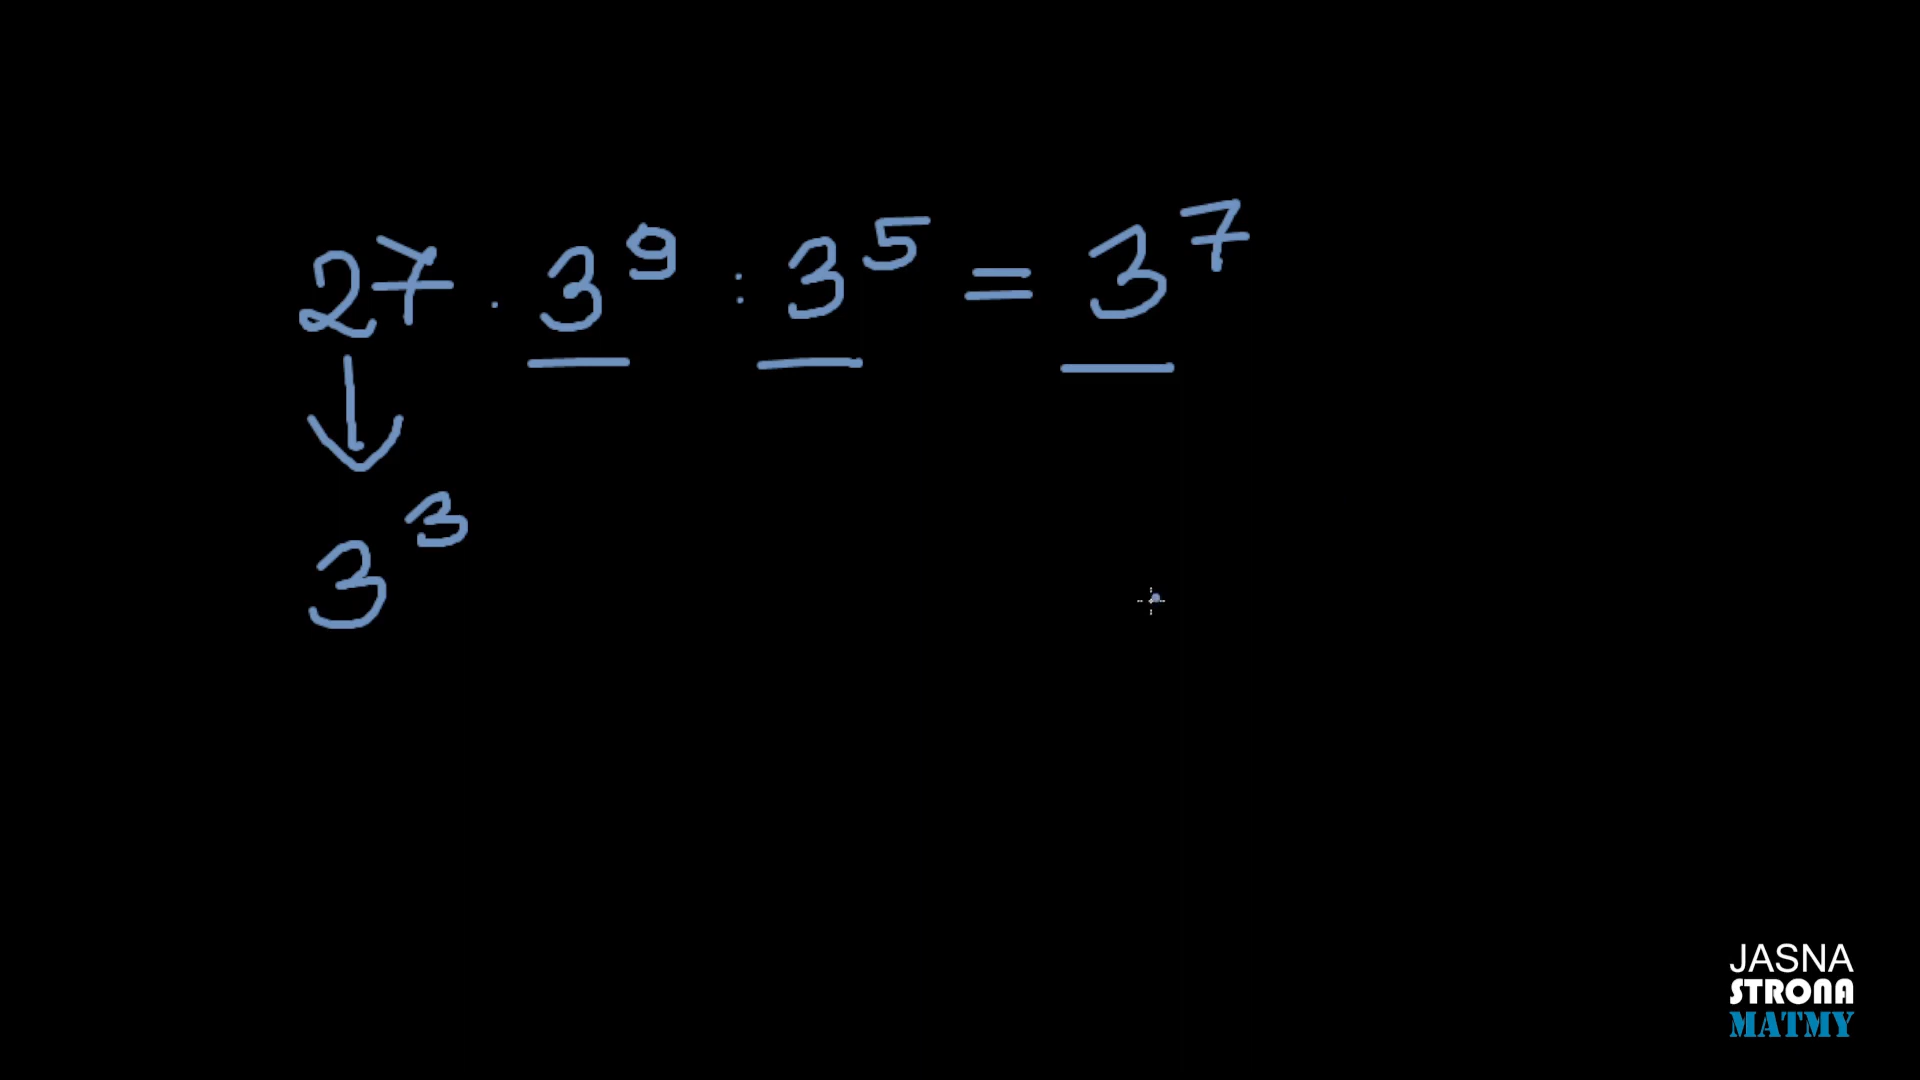 27 · 3⁹ : 3⁵ = 3⁷
3³
JASNA
STRONA
MATMY